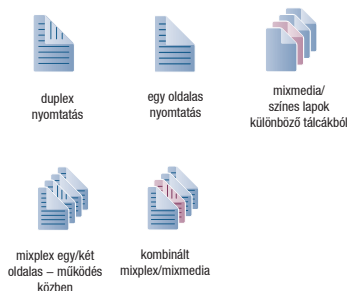 duplex
nyomtatás
egy oldalas
nyomtatás
mixmedia/
színes lapok
különböző tálcákból
mixplex egy/két
oldalas – működés
közben
kombinált
mixplex/mixmedia